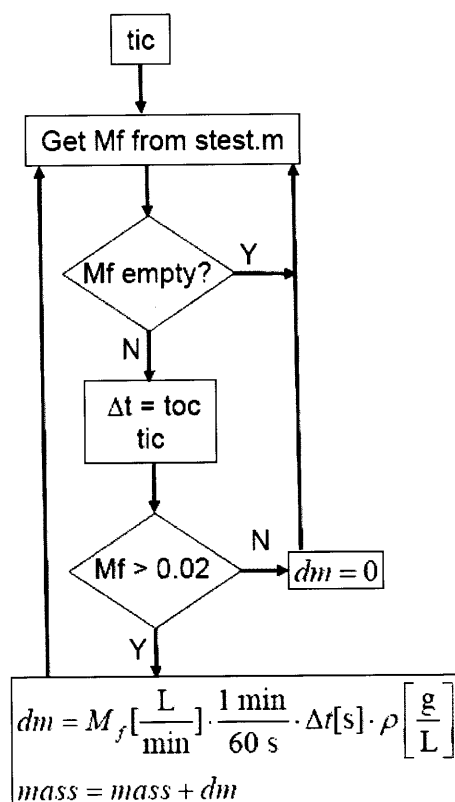 tic
Get Mf from stest.m
Mf empty?
Y
N
Δt = toc
tic
Mf > 0.02
N
dm = 0
Y
dm = M_f[L/min] · 1 min/60 s · Δt[s] · ρ[g/L]
mass = mass + dm